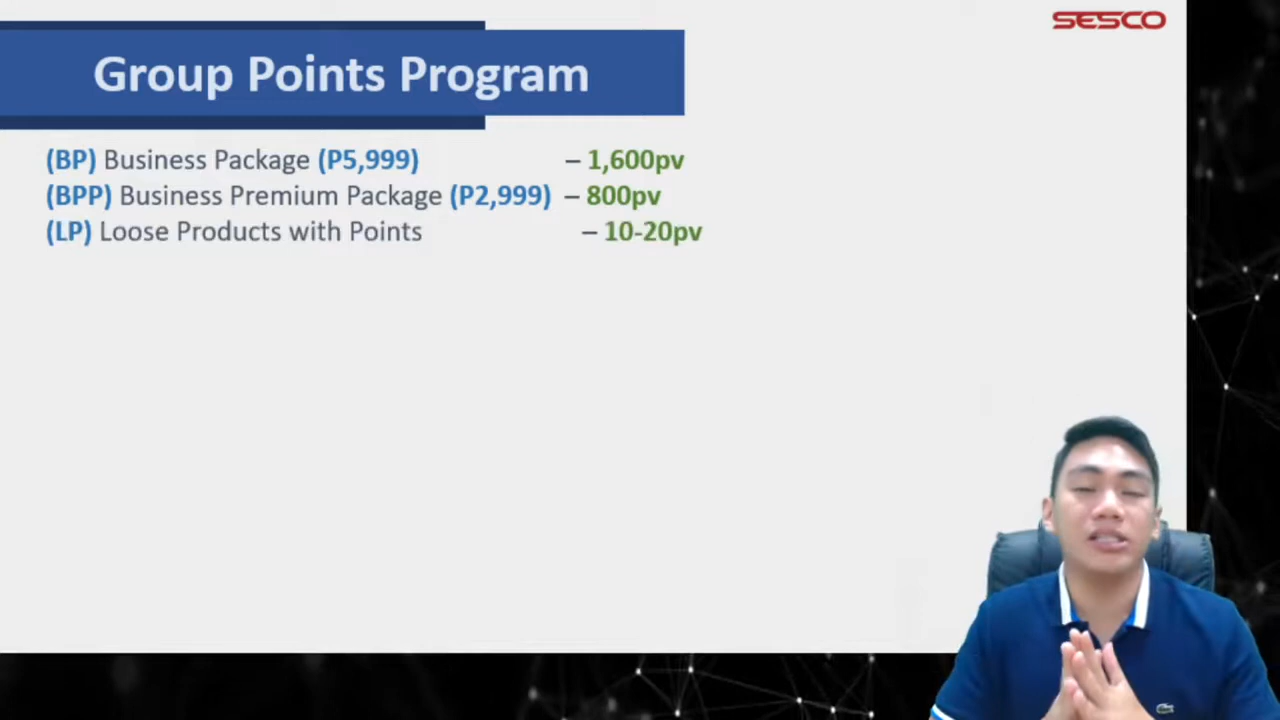 SESCO
Group Points Program
(BP) Business Package (P5,999) – 1,600pv
(BPP) Business Premium Package (P2,999) – 800pv
(LP) Loose Products with Points – 10-20pv